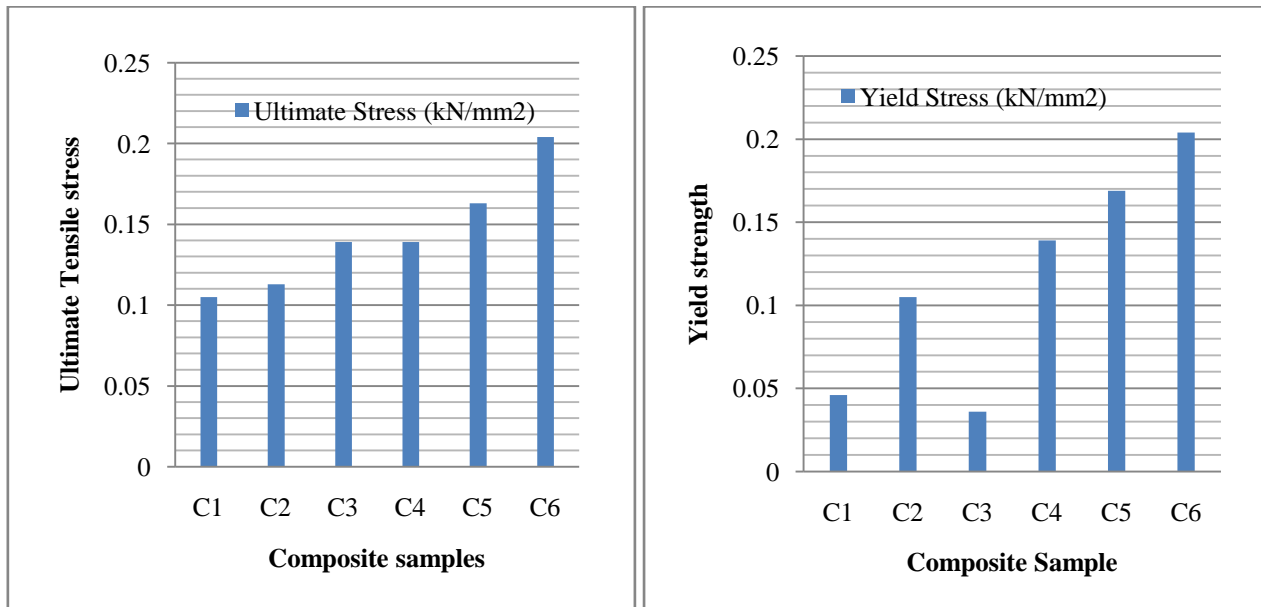 0.25
0.2
0.15
0.1
0.05
0
Ultimate Tensile stress
Ultimate Stress (kN/mm2)
C1 C2 C3 C4 C5 C6
Composite samples
0.25
0.2
0.15
0.1
0.05
0
Yield strength
Yield Stress (kN/mm2)
C1 C2 C3 C4 C5 C6
Composite Sample